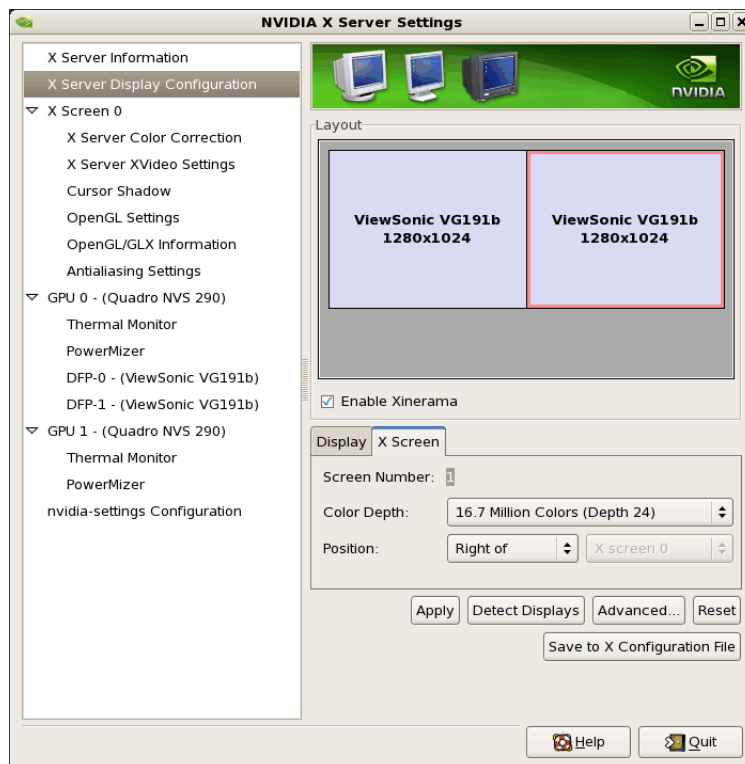 NVIDIA X Server Settings
X Server Information
X Server Display Configuration
X Screen 0
X Server Color Correction
X Server XVideo Settings
Cursor Shadow
OpenGL Settings
OpenGL/GLX Information
Antialiasing Settings
GPU 0 - (Quadro NVS 290)
Thermal Monitor
PowerMizer
DFP-0 - (ViewSonic VG191b)
DFP-1 - (ViewSonic VG191b)
GPU 1 - (Quadro NVS 290)
Thermal Monitor
PowerMizer
nvidia-settings Configuration
NVIDIA
Layout
ViewSonic VG191b
1280x1024
ViewSonic VG191b
1280x1024
Enable Xinerama
Display X Screen
Screen Number: 1
Color Depth: 16.7 Million Colors (Depth 24)
Position: Right of X screen 0
Apply Detect Displays Advanced... Reset
Save to X Configuration File
Help Quit